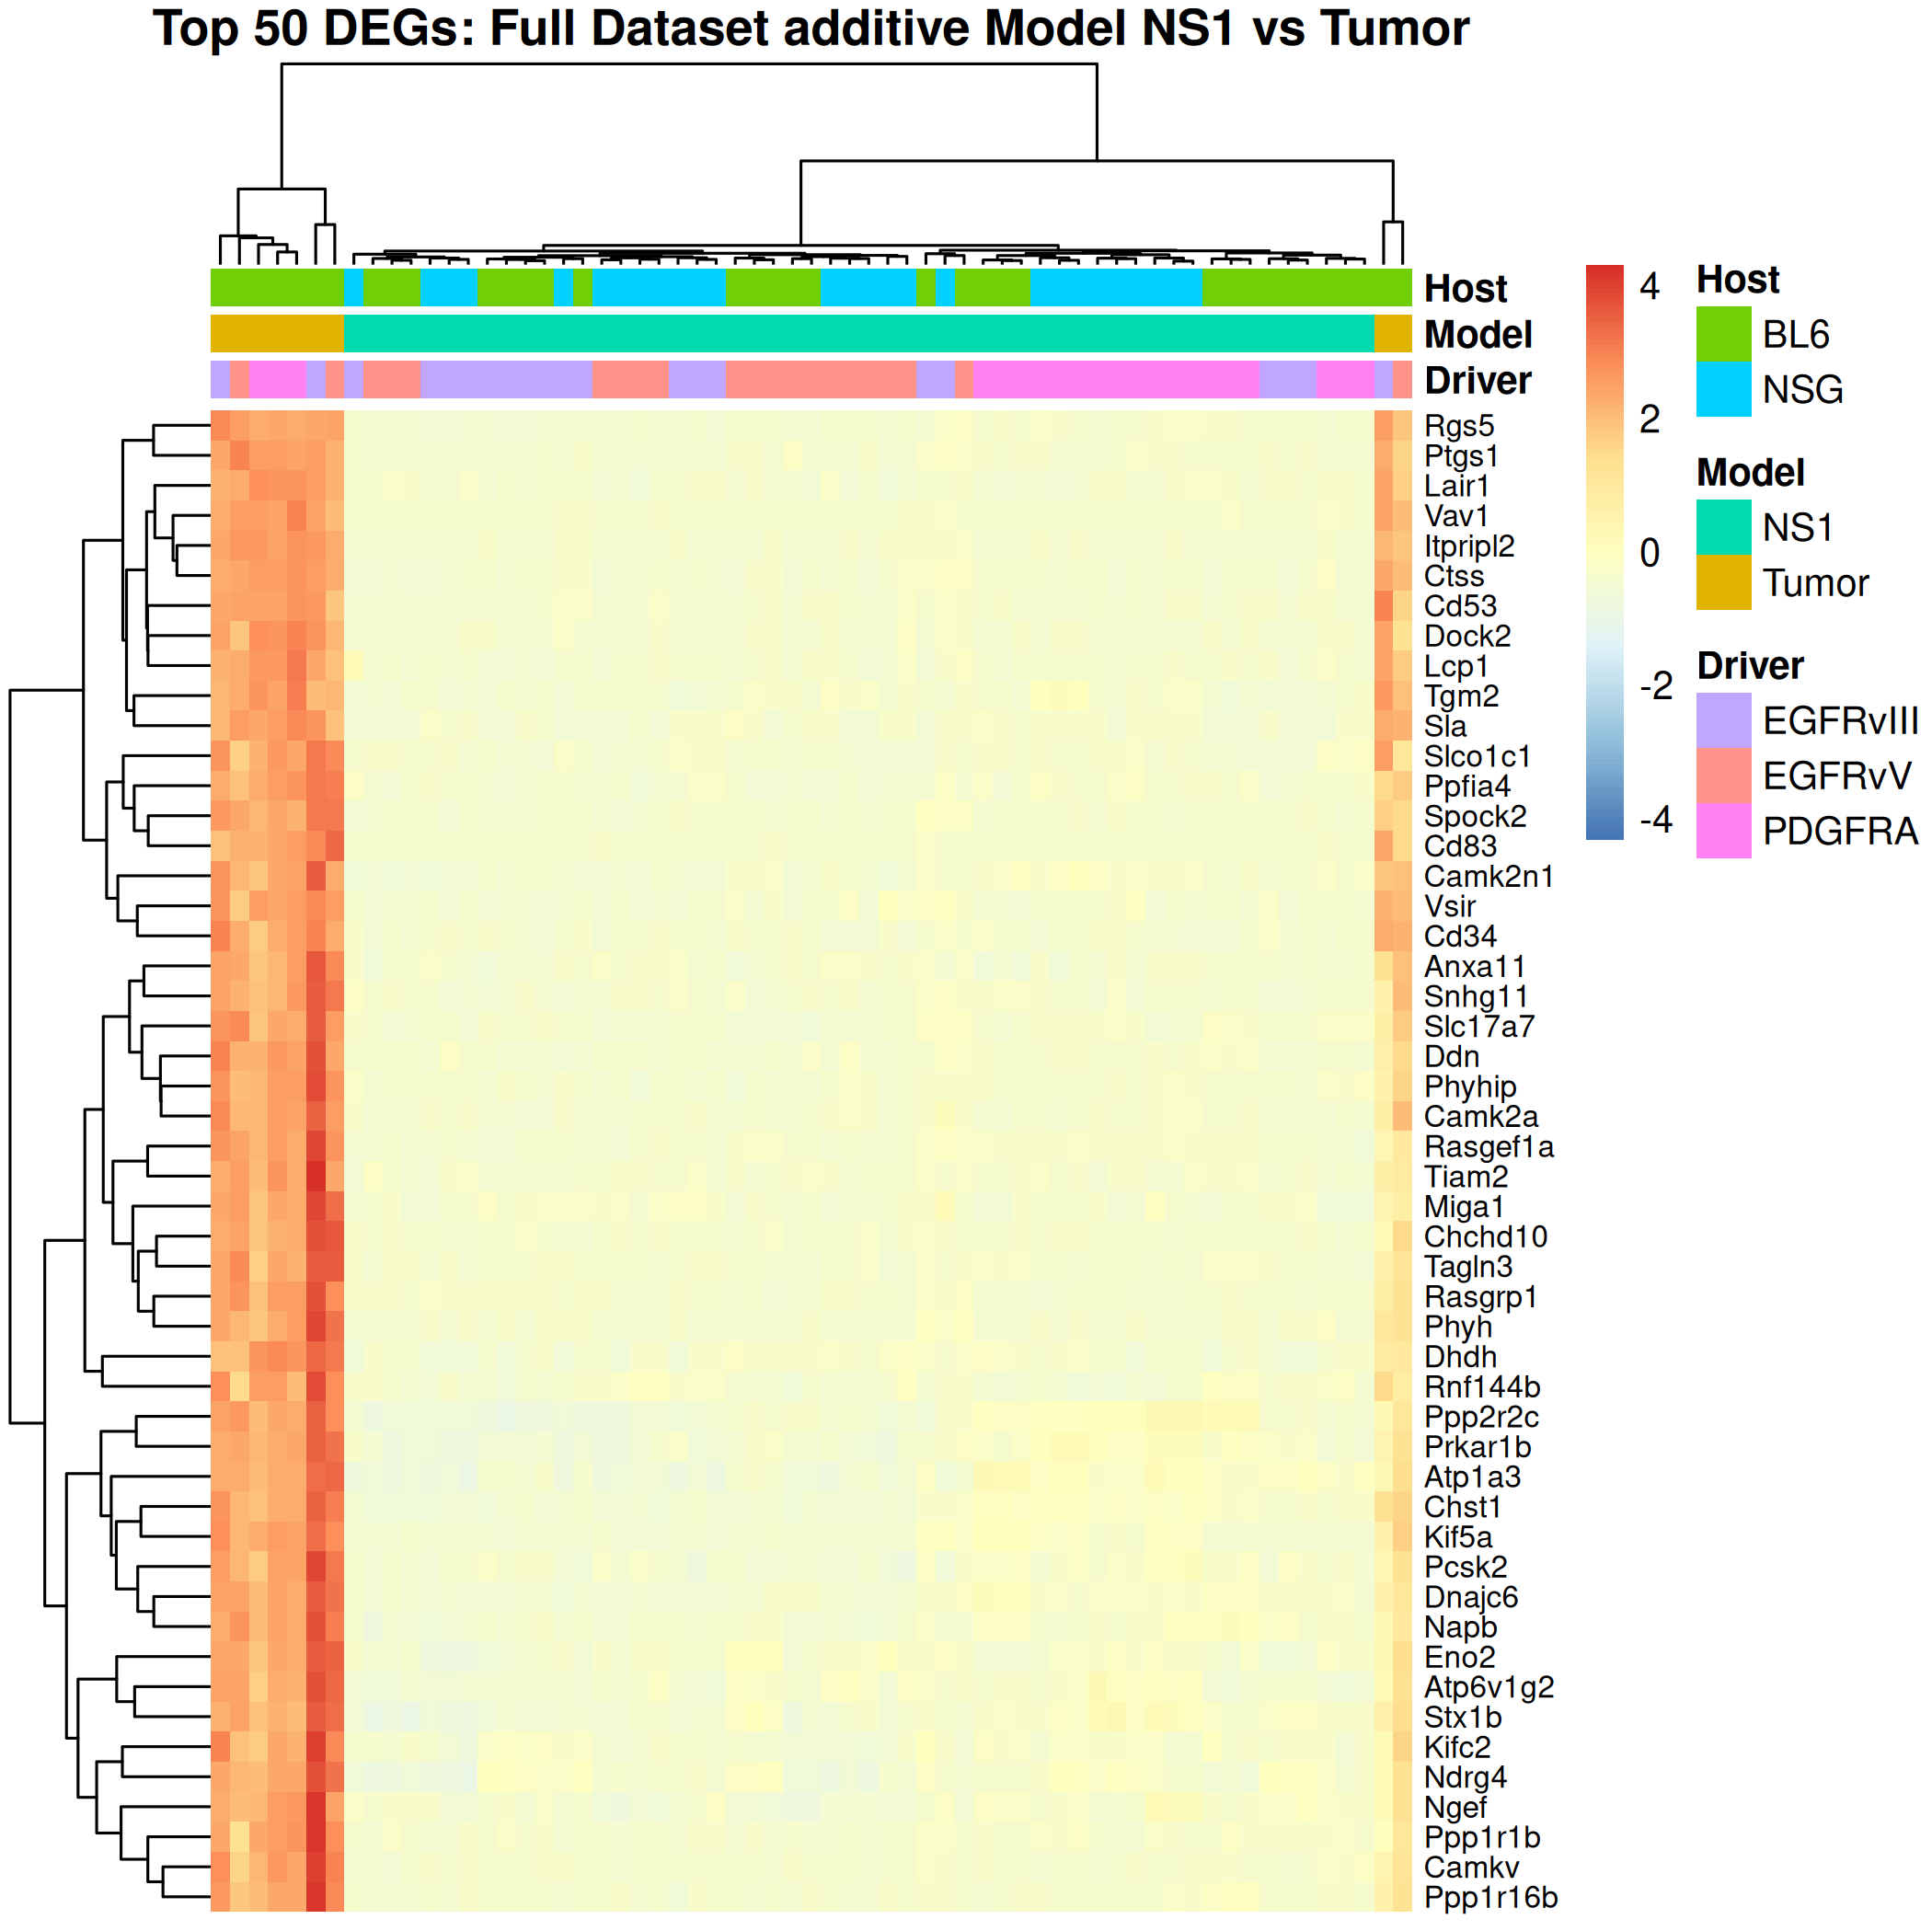 Top 50 DEGs: Full Dataset additive Model NS1 vs Tumor
Host
Model
Driver
Rgs5
Ptgs1
Lair1
Vav1
Itpripl2
Ctss
Cd53
Dock2
Lcp1
Tgm2
Sla
Slco1c1
Ppfia4
Spock2
Cd83
Camk2n1
Vsir
Cd34
Anxa11
Snhg11
Slc17a7
Ddn
Phyhip
Camk2a
Rasgef1a
Tiam2
Miga1
Chchd10
Tagln3
Rasgrp1
Phyh
Dhdh
Rnf144b
Ppp2r2c
Prkar1b
Atp1a3
Chst1
Kif5a
Pcsk2
Dnajc6
Napb
Eno2
Atp6v1g2
Stx1b
Kifc2
Ndrg4
Ngef
Ppp1r1b
Camkv
Ppp1r16b
4
2
0
-2
-4
Host
BL6
NSG
Model
NS1
Tumor
Driver
EGFRvIII
EGFRvV
PDGFRA